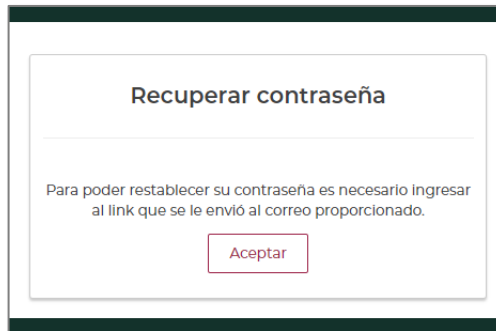 Recuperar contraseña
Para poder restablecer su contraseña es necesario ingresar
al link que se le envió al correo proporcionado.
Aceptar